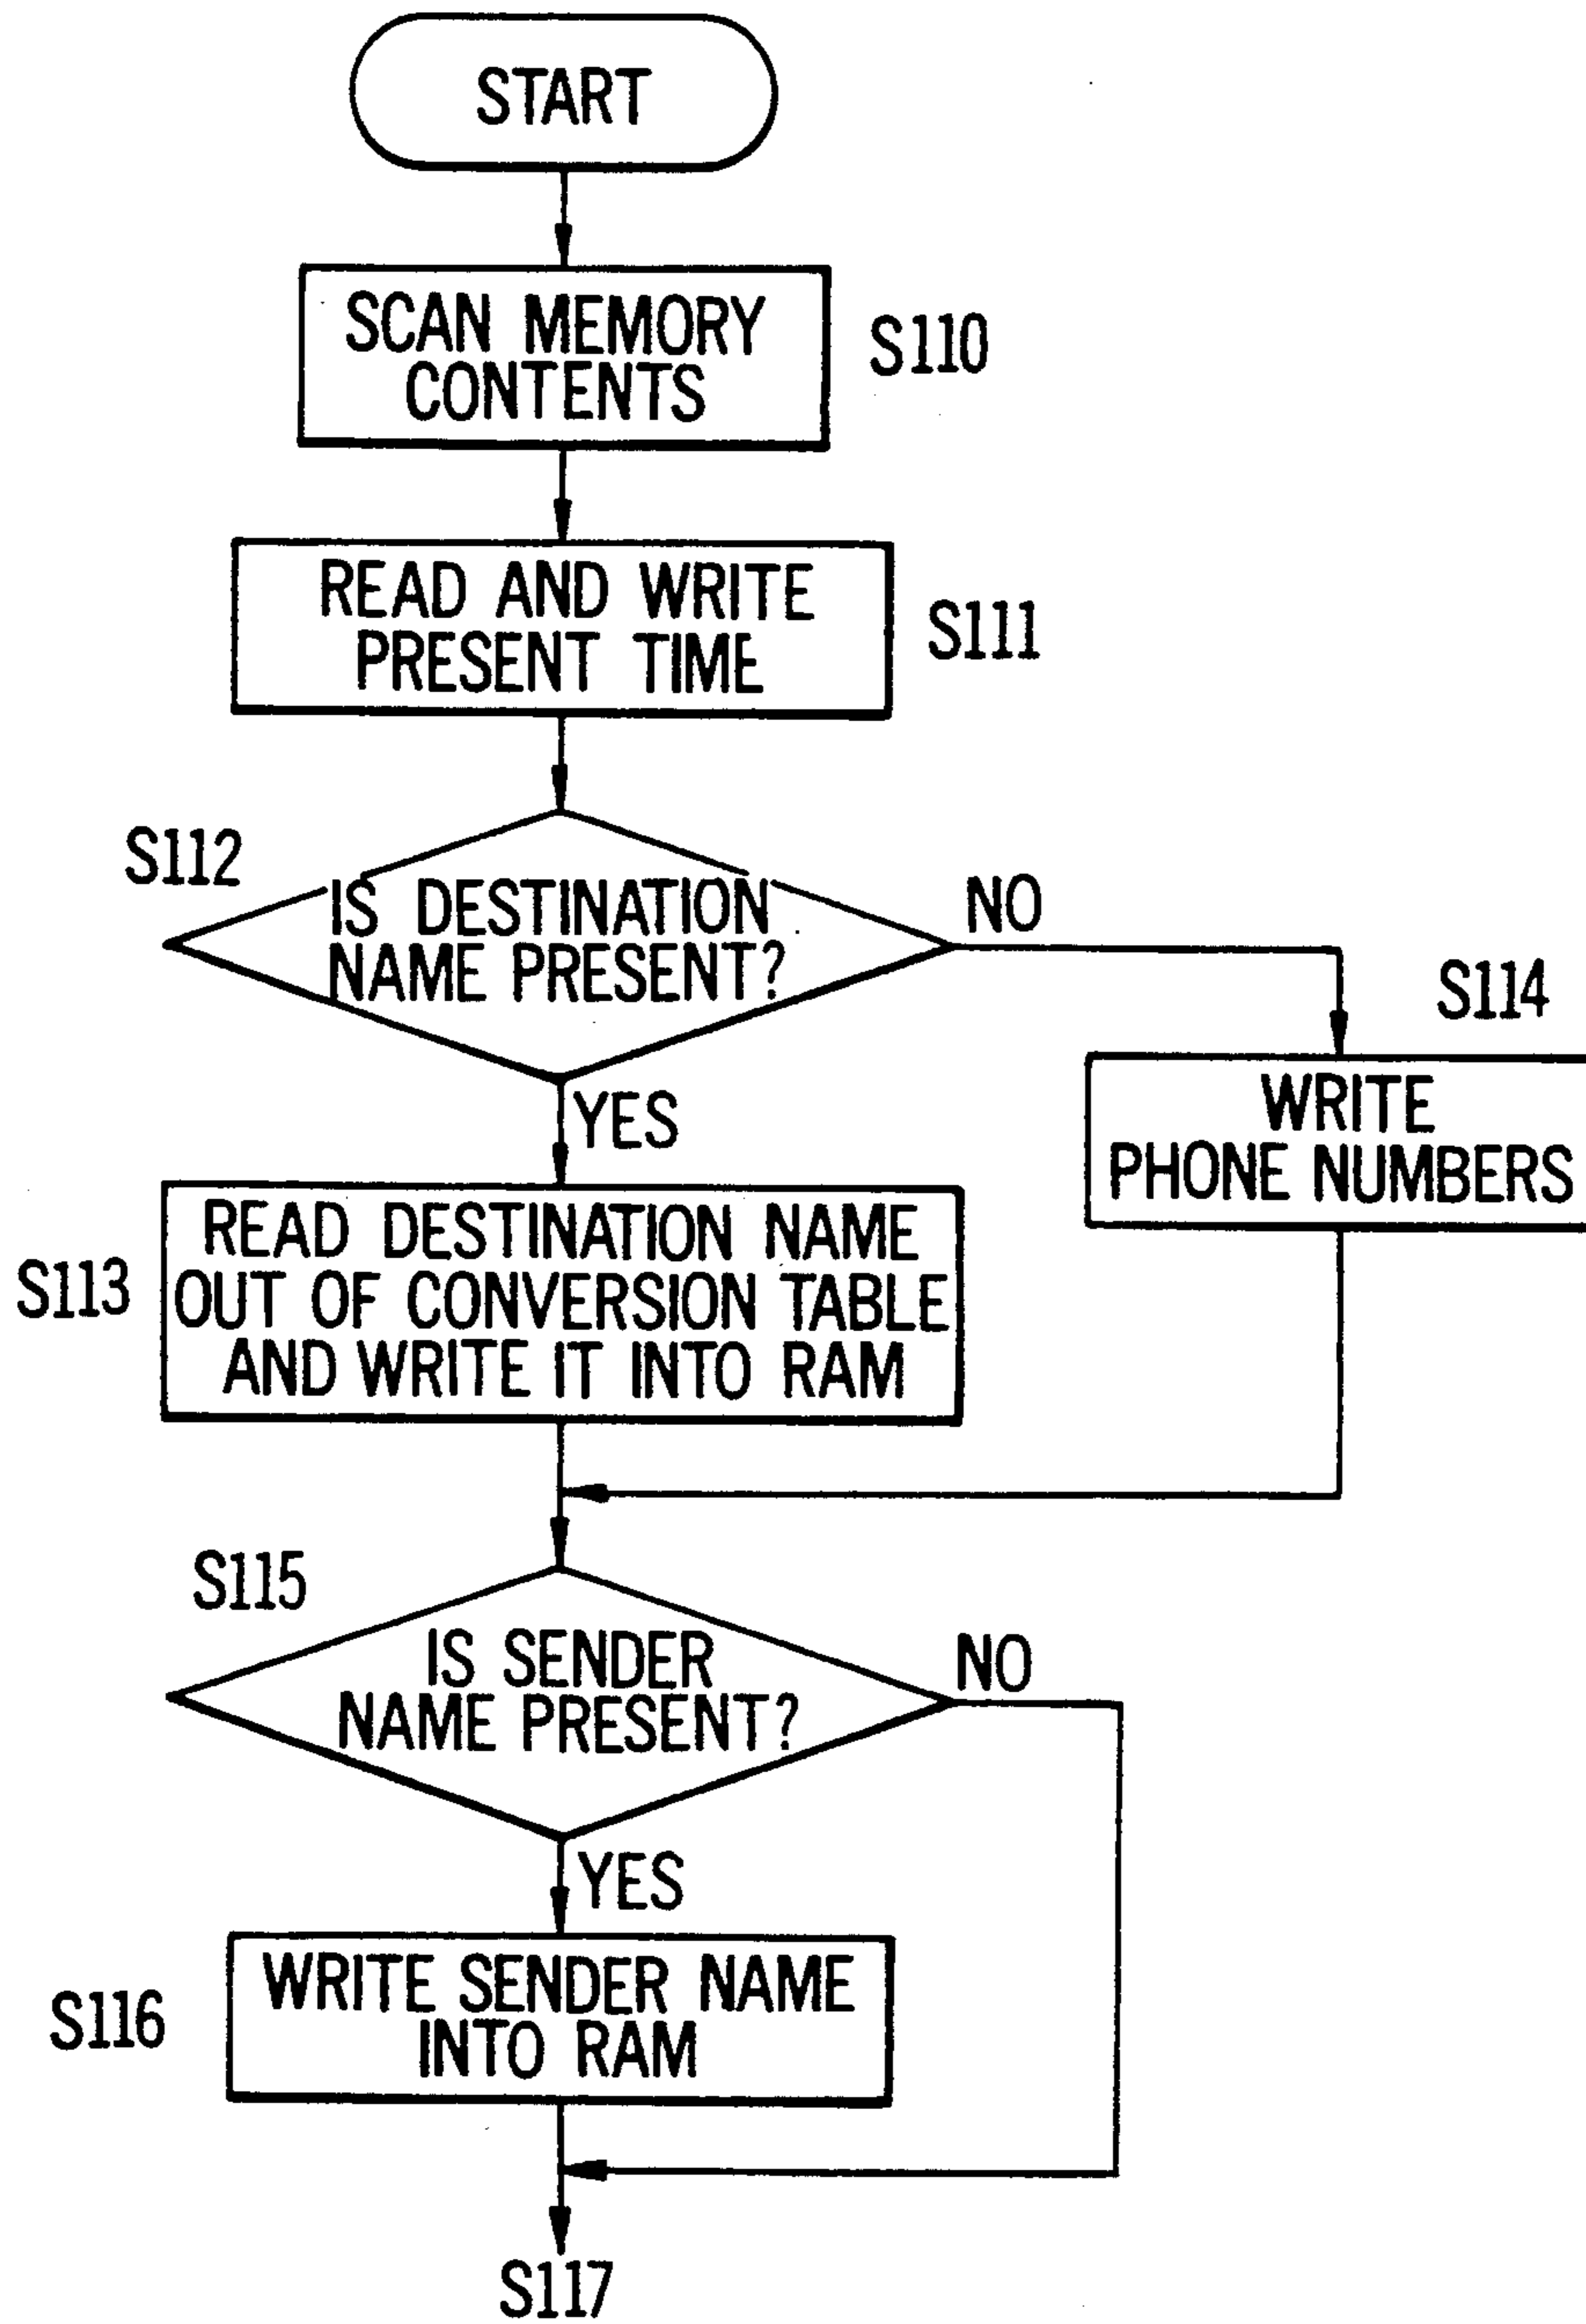 START
SCAN MEMORY
CONTENTS
S110
READ AND WRITE
PRESENT TIME
S111
S112
IS DESTINATION
NAME PRESENT?
NO
YES
S114
WRITE
PHONE NUMBERS
S113
READ DESTINATION NAME
OUT OF CONVERSION TABLE
AND WRITE IT INTO RAM
S115
IS SENDER
NAME PRESENT?
NO
YES
S116
WRITE SENDER NAME
INTO RAM
S117